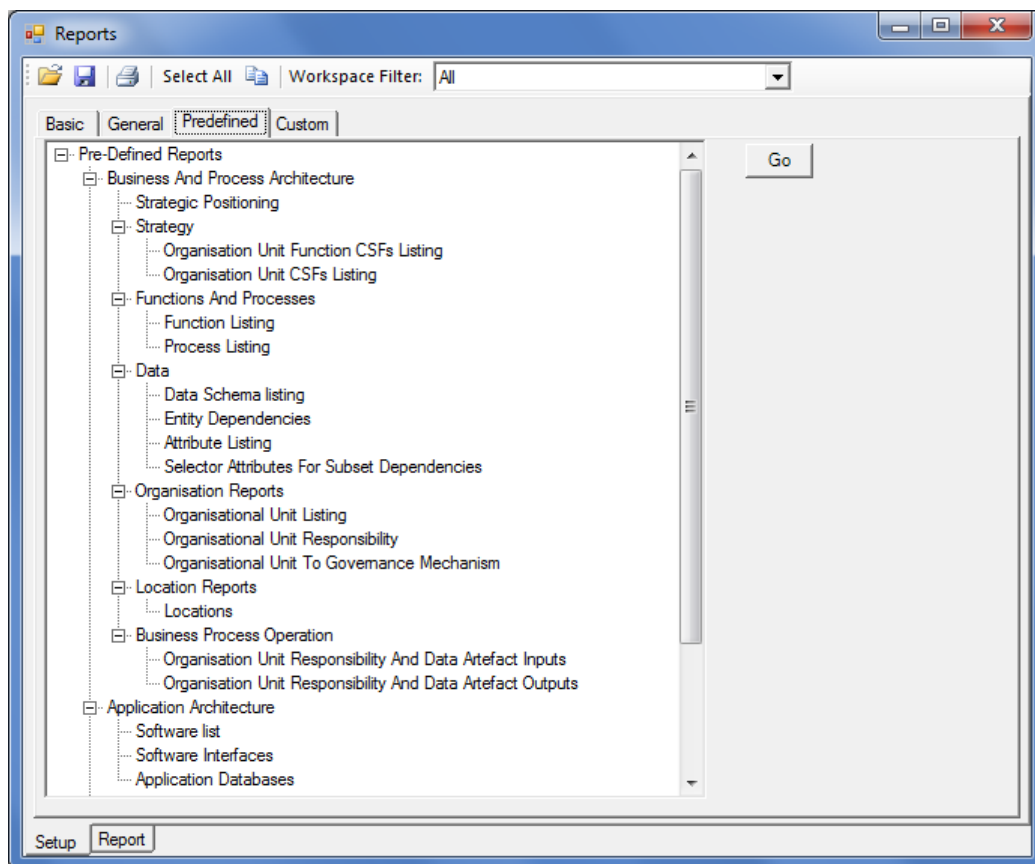 Reports
Select All Workspace Filter: All
Basic General Predefined Custom
Pre-Defined Reports
Go
Business And Process Architecture
Strategic Positioning
Strategy
Organisation Unit Function CSFs Listing
Organisation Unit CSFs Listing
Functions And Processes
Function Listing
Process Listing
Data
Data Schema listing
Entity Dependencies
Attribute Listing
Selector Attributes For Subset Dependencies
Organisation Reports
Organisational Unit Listing
Organisational Unit Responsibility
Organisational Unit To Governance Mechanism
Location Reports
Locations
Business Process Operation
Organisation Unit Responsibility And Data Artefact Inputs
Organisation Unit Responsibility And Data Artefact Outputs
Application Architecture
Software list
Software Interfaces
Application Databases
Setup Report